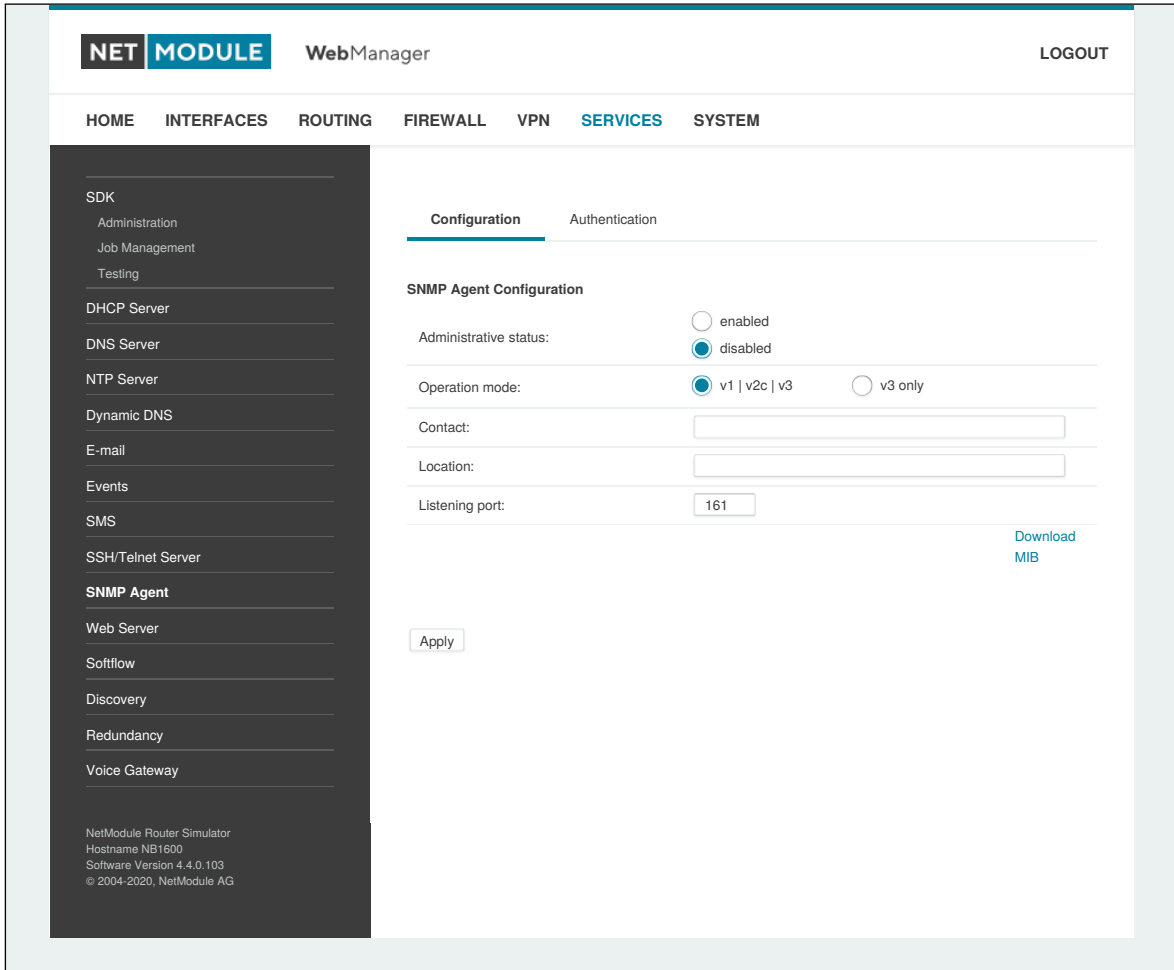 NET MODULE WebManager LOGOUT
HOME INTERFACES ROUTING FIREWALL VPN SERVICES SYSTEM
SDK
Administration
Job Management
Testing
DHCP Server
DNS Server
NTP Server
Dynamic DNS
E-mail
Events
SMS
SSH/Telnet Server
SNMP Agent
Web Server
Softflow
Discovery
Redundancy
Voice Gateway
NetModule Router Simulator
Hostname NB1600
Software Version 4.4.0.103
© 2004-2020, NetModule AG
Configuration Authentication
SNMP Agent Configuration
Administrative status:
enabled
disabled
Operation mode: v1 | v2c | v3 v3 only
Contact:
Location:
Listening port: 161
Download
MIB
Apply